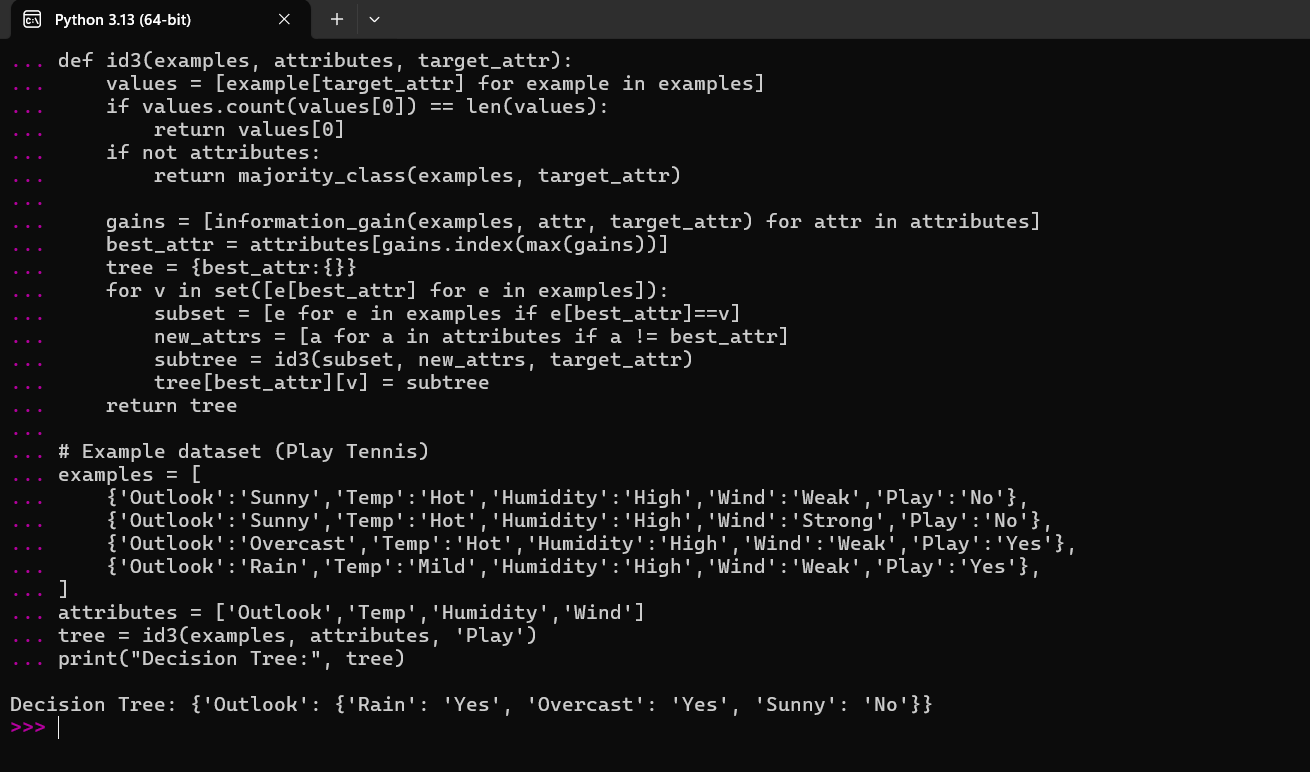 Python 3.13 (64-bit)
... def id3(examples, attributes, target_attr):
...     values = [example[target_attr] for example in examples]
...     if values.count(values[0]) == len(values):
...         return values[0]
...     if not attributes:
...         return majority_class(examples, target_attr)
...
...     gains = [information_gain(examples, attr, target_attr) for attr in attributes]
...     best_attr = attributes[gains.index(max(gains))]
...     tree = {best_attr:{}}
...     for v in set([e[best_attr] for e in examples]):
...         subset = [e for e in examples if e[best_attr]==v]
...         new_attrs = [a for a in attributes if a != best_attr]
...         subtree = id3(subset, new_attrs, target_attr)
...         tree[best_attr][v] = subtree
...     return tree
...
... # Example dataset (Play Tennis)
... examples = [
...     {'Outlook':'Sunny','Temp':'Hot','Humidity':'High','Wind':'Weak','Play':'No'},
...     {'Outlook':'Sunny','Temp':'Hot','Humidity':'High','Wind':'Strong','Play':'No'},
...     {'Outlook':'Overcast','Temp':'Hot','Humidity':'High','Wind':'Weak','Play':'Yes'},
...     {'Outlook':'Rain','Temp':'Mild','Humidity':'High','Wind':'Weak','Play':'Yes'},
... ]
... attributes = ['Outlook','Temp','Humidity','Wind']
... tree = id3(examples, attributes, 'Play')
... print("Decision Tree:", tree)
Decision Tree: {'Outlook': {'Rain': 'Yes', 'Overcast': 'Yes', 'Sunny': 'No'}}
>>>